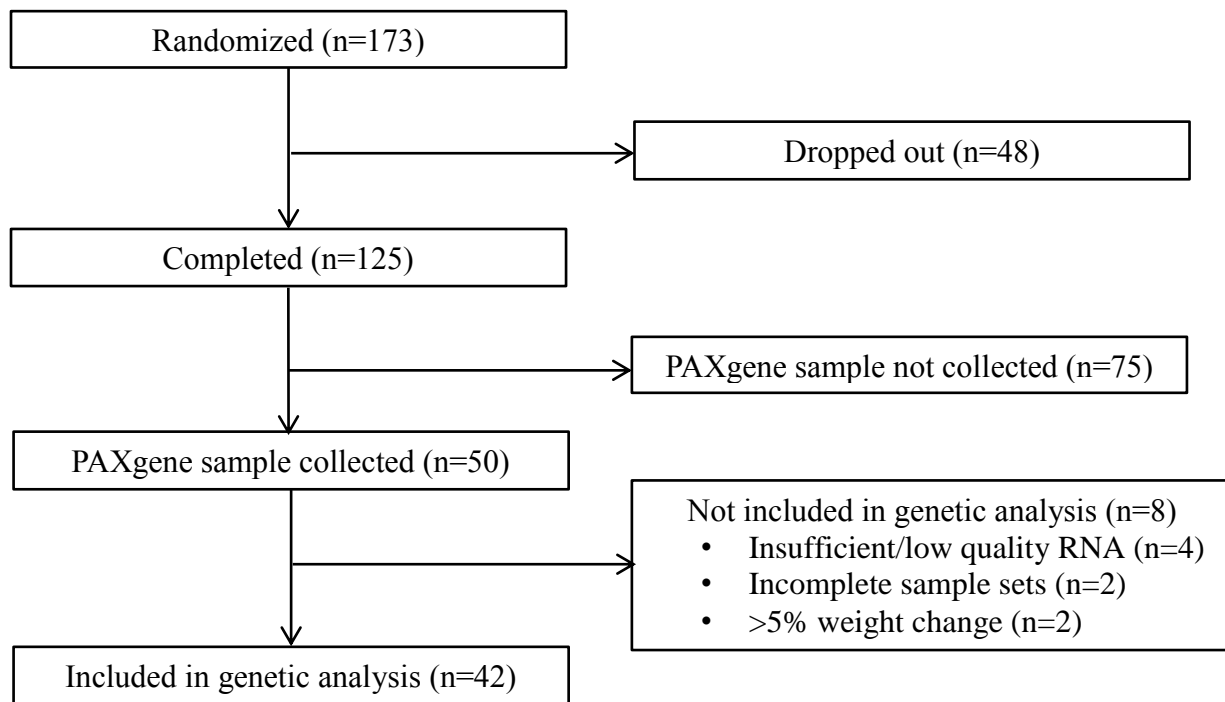 Randomized (n=173)
Dropped out (n=48)
Completed (n=125)
PAXgene sample not collected (n=75)
PAXgene sample collected (n=50)
Not included in genetic analysis (n=8)
• Insufficient/low quality RNA (n=4)
• Incomplete sample sets (n=2)
• >5% weight change (n=2)
Included in genetic analysis (n=42)